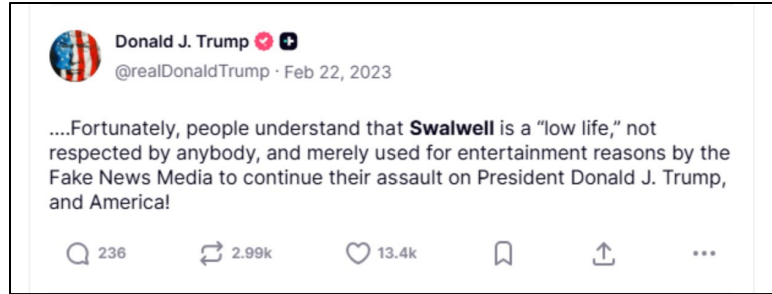 Donald J. Trump
@realDonaldTrump · Feb 22, 2023
....Fortunately, people understand that Swalwell is a “low life,” not
respected by anybody, and merely used for entertainment reasons by the
Fake News Media to continue their assault on President Donald J. Trump,
and America!
236 2.99k 13.4k